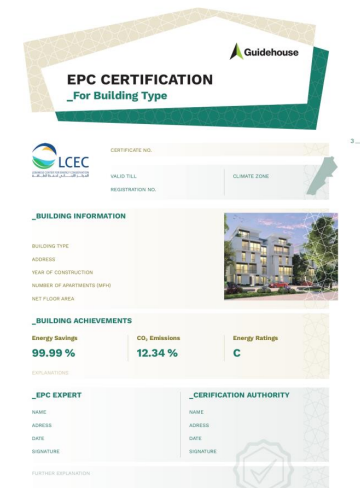 Guidehouse
EPC CERTIFICATION
_For Building Type
LCEC
CERTIFICATE NO.
VALID TILL
CLIMATE ZONE
REGISTRATION NO.
_BUILDING INFORMATION
BUILDING TYPE
ADDRESS
YEAR OF CONSTRUCTION
NUMBER OF APARTMENTS (MFH)
NET FLOOR AREA
_BUILDING ACHIEVEMENTS
Energy Savings CO₂ Emissions Energy Ratings
99.99 % 12.34 % C
EXPLANATIONS:
_EPC EXPERT _CERIFICATION AUTHORITY
NAME NAME
ADRESS ADRESS
DATE DATE
SIGNATURE SIGNATURE
FURTHER EXPLANATION: